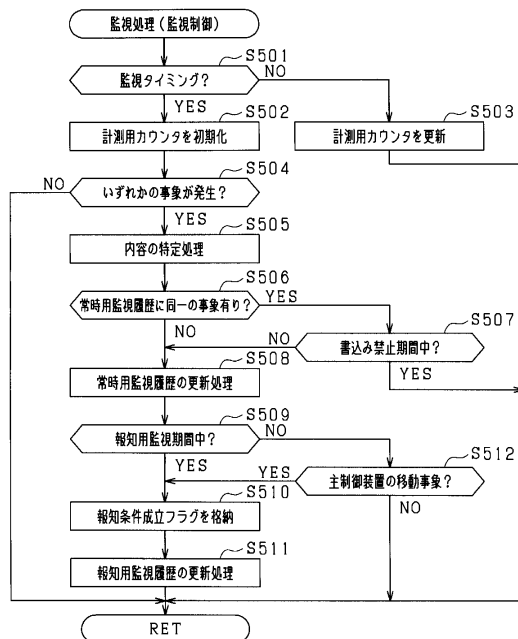 監視処理(監視制御)
S501
監視タイミング?
NO
YES
S502
S503
計測用カウンタを初期化
計測用カウンタを更新
S504
NO
いずれかの事象が発生?
YES
S505
内容の特定処理
S506
常時用監視履歴に同一の事象有り?
YES
S507
NO
NO
書込み禁止期間中?
S508
YES
常時用監視履歴の更新処理
S509
報知用監視期間中?
NO
S512
YES
YES
主制御装置の移動事象?
S510
NO
報知条件成立フラグを格納
S511
報知用監視履歴の更新処理
RET